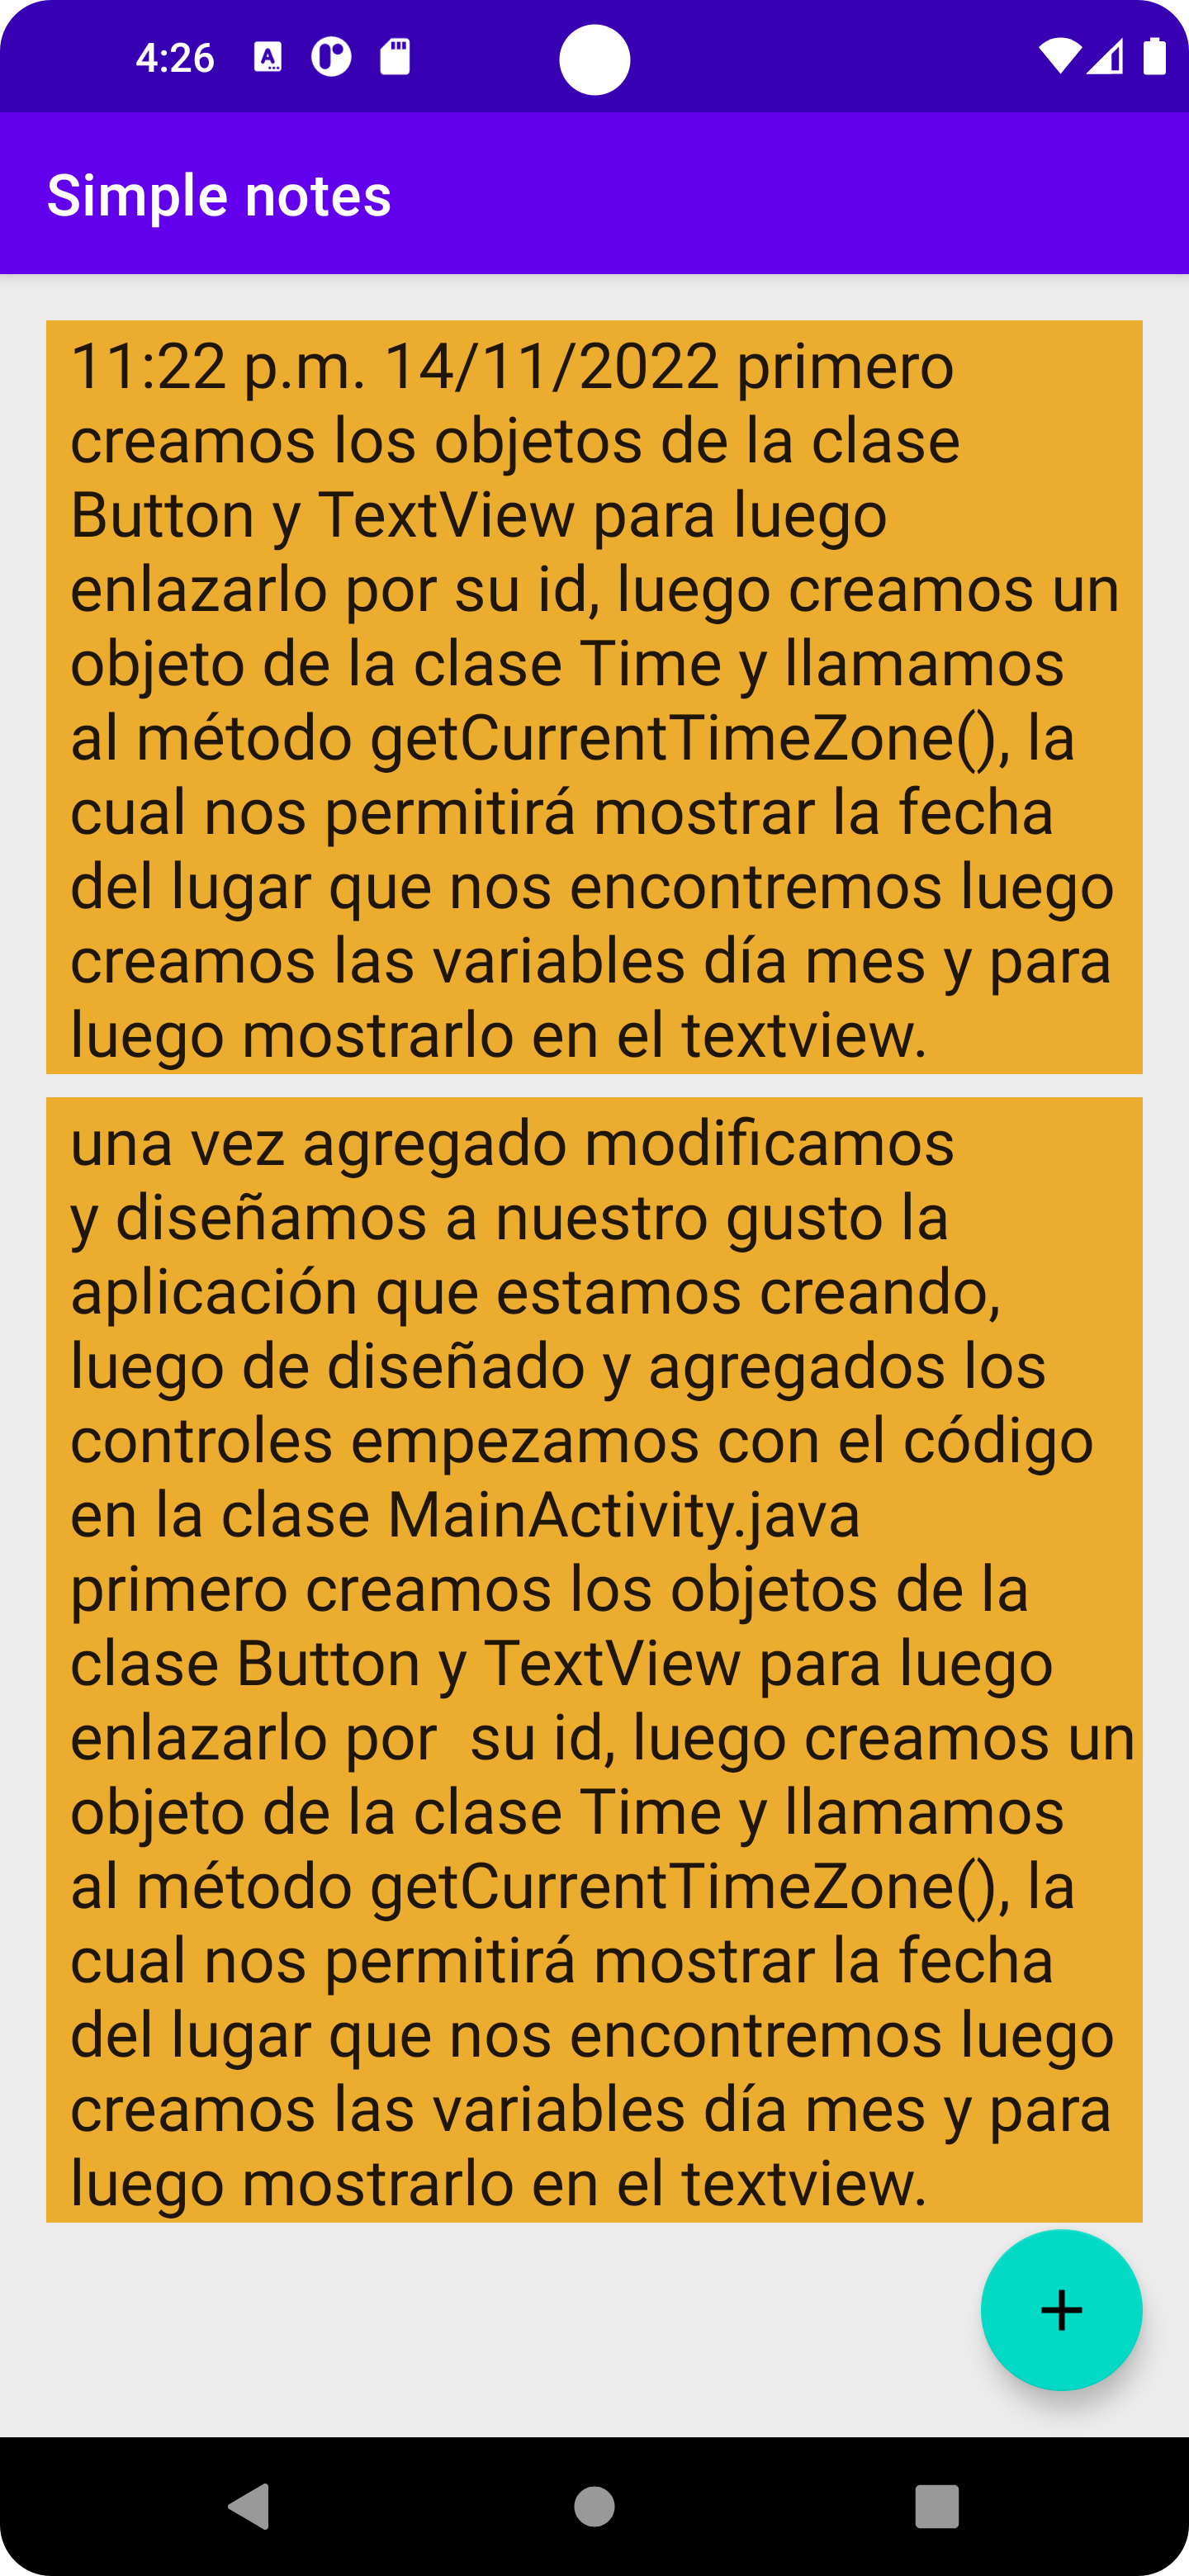 4:26
Simple notes
11:22 p.m. 14/11/2022 primero
creamos los objetos de la clase
Button y TextView para luego
enlazarlo por su id, luego creamos un
objeto de la clase Time y llamamos
al método getCurrentTimeZone(), la
cual nos permitirá mostrar la fecha
del lugar que nos encontremos luego
creamos las variables día mes y para
luego mostrarlo en el textview.
una vez agregado modificamos
y diseñamos a nuestro gusto la
aplicación que estamos creando,
luego de diseñado y agregados los
controles empezamos con el código
en la clase MainActivity.java
primero creamos los objetos de la
clase Button y TextView para luego
enlazarlo por  su id, luego creamos un
objeto de la clase Time y llamamos
al método getCurrentTimeZone(), la
cual nos permitirá mostrar la fecha
del lugar que nos encontremos luego
creamos las variables día mes y para
luego mostrarlo en el textview.